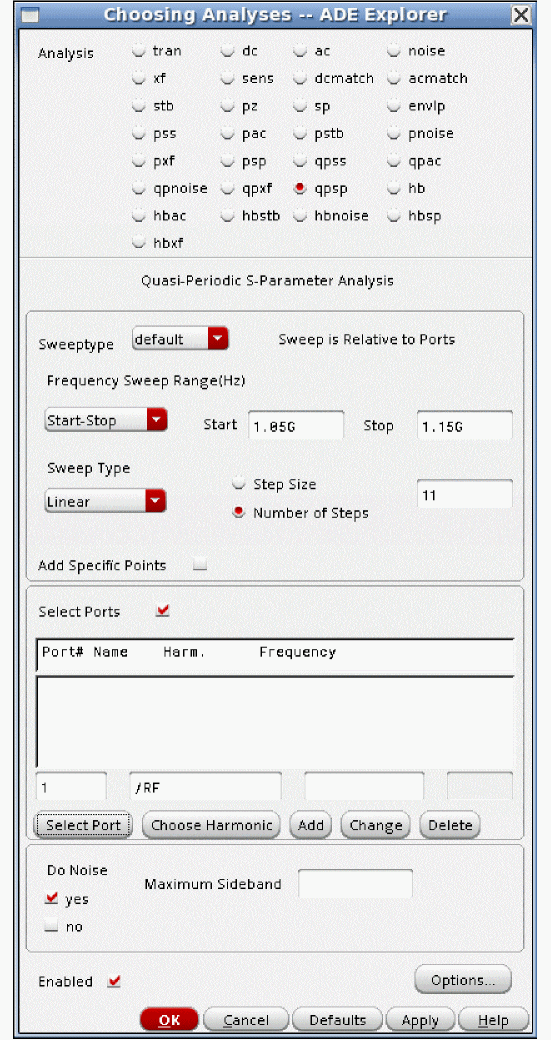 Choosing Analyses -- ADE Explorer
Analysis tran dc ac noise
xf sens dcmatch acmatch
stb pz sp envlp
pss pac pstb pnoise
pxf psp qpss qpac
qpnoise qpxf qpsp hb
hbac hbstb hbnoise hbsp
hbxf
Quasi-Periodic S-Parameter Analysis
Sweeptype default Sweep is Relative to Ports
Frequency Sweep Range(Hz)
Start-Stop Start 1.05G Stop 1.15G
Sweep Type
Linear
Step Size
Number of Steps
11
Add Specific Points
Select Ports
Port# Name Harm. Frequency
1 /RF
Select Port Choose Harmonic Add Change Delete
Do Noise
yes
no
Maximum Sideband
Enabled
Options...
OK Cancel Defaults Apply Help